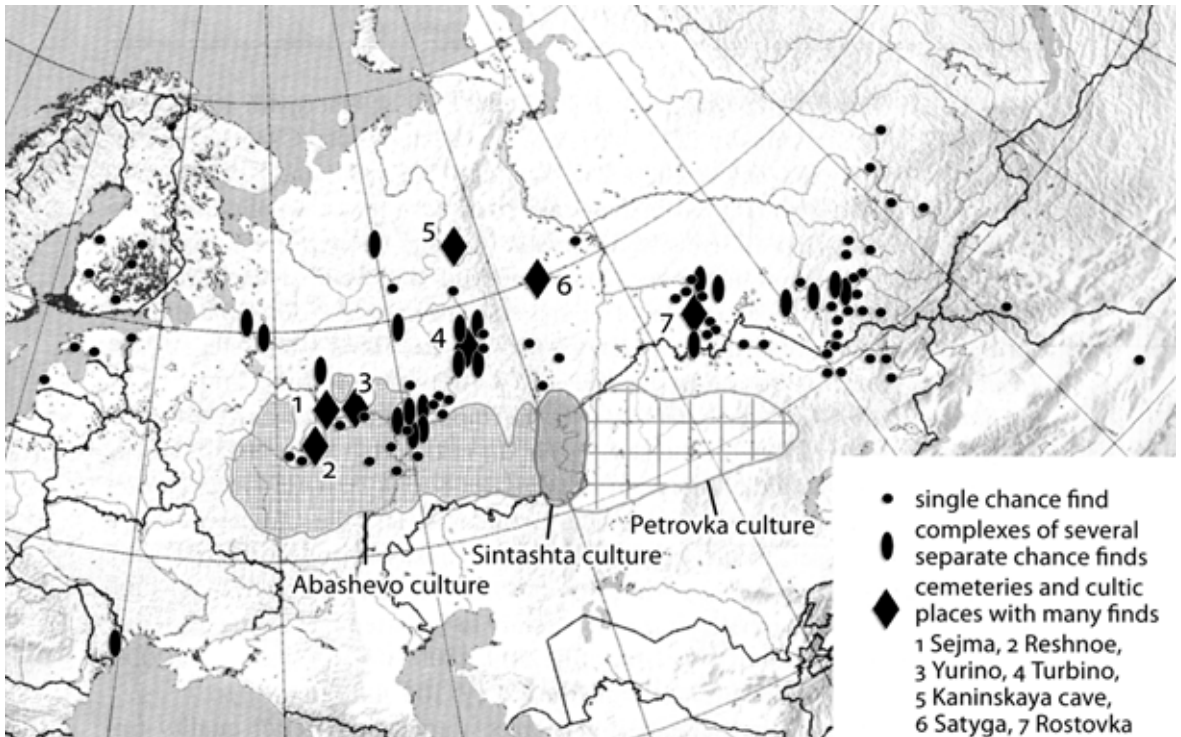 5
6
7
4
3
1
2
Petrovka culture
Sintashta culture
Abashevo culture
single chance find
complexes of several
separate chance finds
cemeteries and cultic
places with many finds
1 Sejma, 2 Reshnoe,
3 Yurino, 4 Turbino,
5 Kaninskaya cave,
6 Satyga, 7 Rostovka